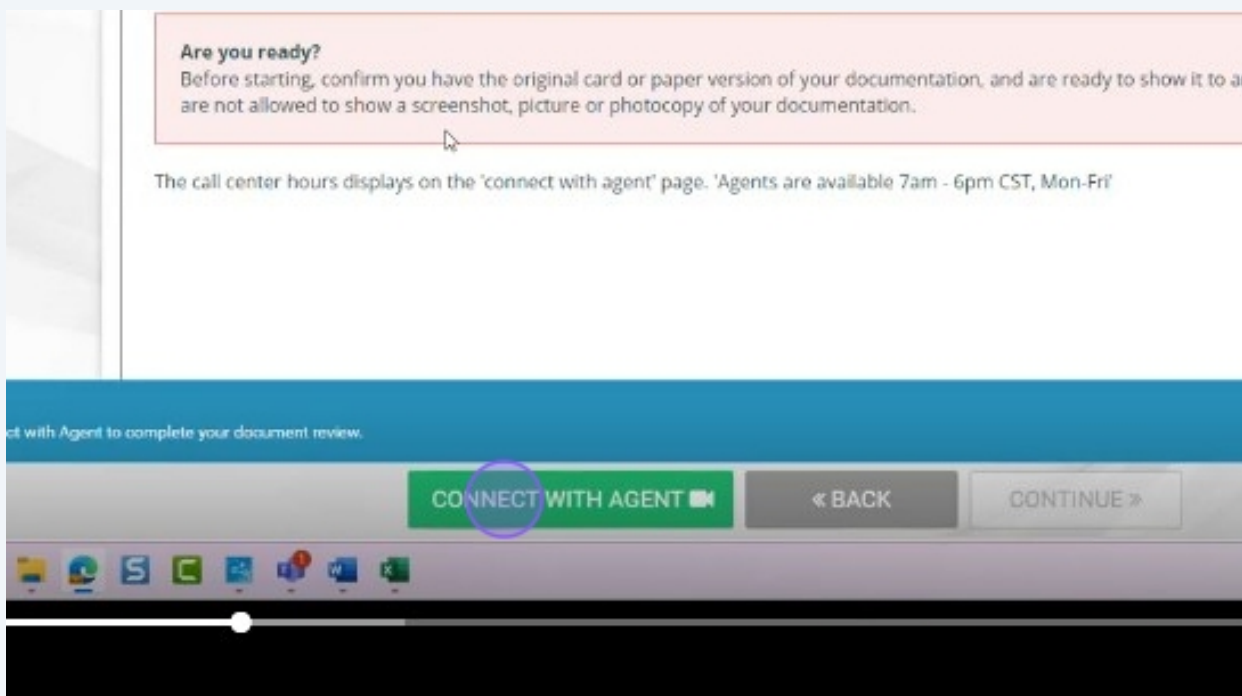 Are you ready?
Before starting, confirm you have the original card or paper version of your documentation, and are ready to show it to
are not allowed to show a screenshot, picture or photocopy of your documentation.
The call center hours displays on the 'connect with agent' page. 'Agents are available 7am - 6pm CST, Mon-Fri'
ct with Agent to complete your document review.
CONNECT WITH AGENT
« BACK
CONTINUE »